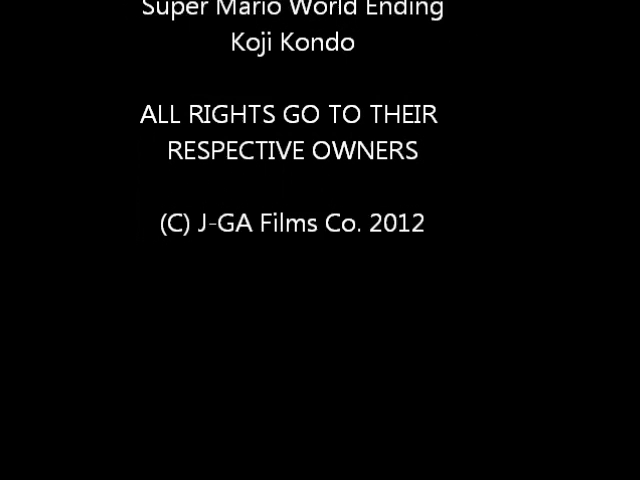 Super Mario World Ending
Koji Kondo
ALL RIGHTS GO TO THEIR
RESPECTIVE OWNERS
(C) J-GA Films Co. 2012